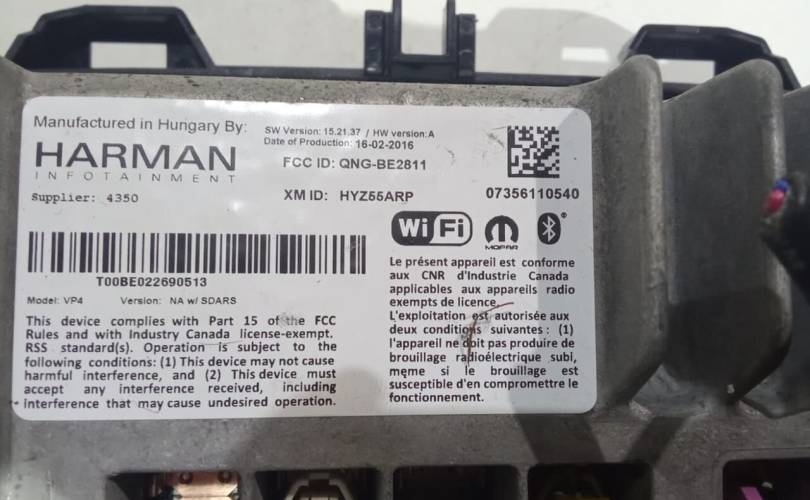 Manufactured in Hungary By:
SW Version: 15.21.37 / HW version:A
Date of Production: 16-02-2016
HARMAN
INFOTAINMENT
FCC ID: QNG-BE2811
Supplier: 4350
XM ID: HYZ55ARP
07356110540
WiFi
MOPAR
T00BE022690513
Model: VP4 Version: NA w/ SDARS
This device complies with Part 15 of the FCC
Rules and with Industry Canada license-exempt.
RSS standard(s). Operation is subject to the
following conditions: (1) This device may not cause
harmful interference, and (2) This device must
accept any interference received, including
interference that may cause undesired operation.
Le présent appareil est conforme
aux CNR d'Industrie Canada
applicables aux appareils radio
exempts de licence.
L'exploitation est autorisée aux
deux conditions suivantes : (1)
l'appareil ne doit pas produire de
brouillage radioélectrique subi,
męme si le brouillage est
susceptible d'en compromettre le
fonctionnement.